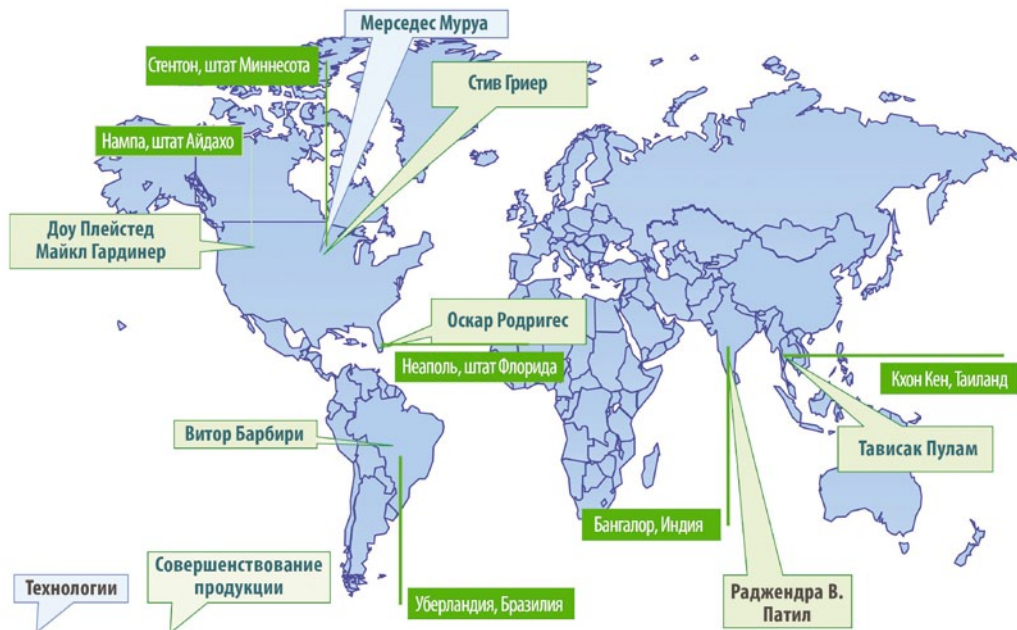 Мерседес Муруа
Стентон, штат Миннесота
Стив Гриер
Нампа, штат Айдахо
Доу Плейстед
Майкл Гардинер
Оскар Родригес
Неаполь, штат Флорида
Кхон Кен, Таиланд
Витор Барбири
Тависак Пулам
Бангалор, Индия
Совершенствование
продукции
Технологии
Раджендра В.
Патил
Уберландия, Бразилия